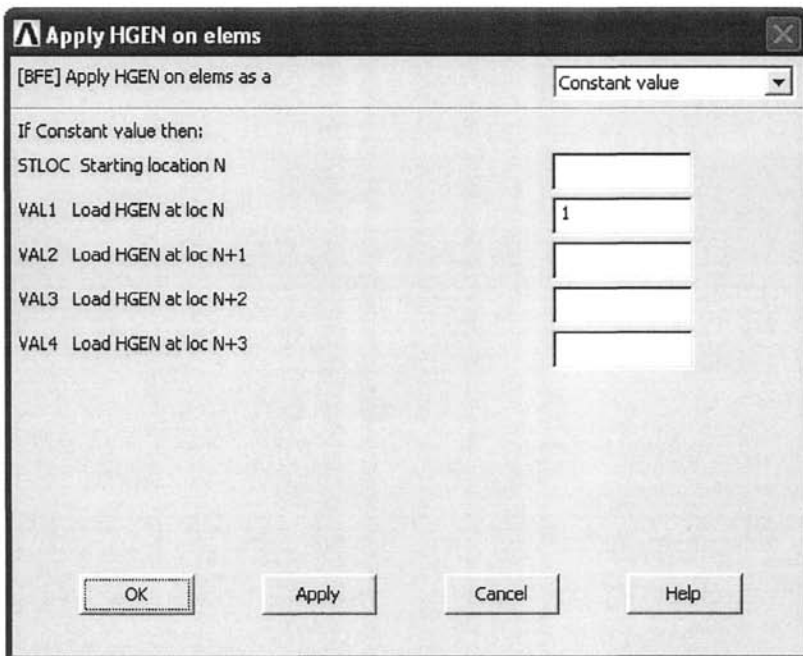 Apply HGEN on elems
[BFE] Apply HGEN on elems as a Constant value
If Constant value then:
STLOC Starting location N
VAL1 Load HGEN at loc N 1
VAL2 Load HGEN at loc N+1
VAL3 Load HGEN at loc N+2
VAL4 Load HGEN at loc N+3
OK Apply Cancel Help